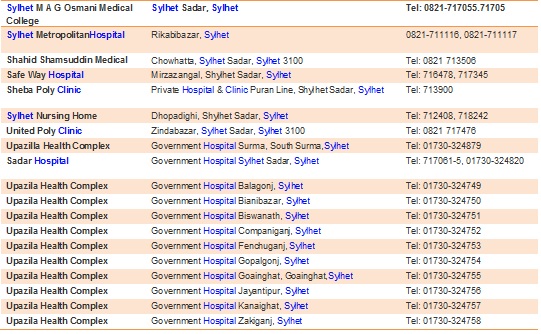 Sylhet M A G Osmani Medical College Sylhet Sadar, Sylhet Tel: 0821-717055.71705
Sylhet MetropolitanHospital Rikabibazar, Sylhet 0821-711116, 0821-711117
Shahid Shamsuddin Medical Chowhatta, Sylhet Sadar, Sylhet 3100 Tel: 0821 713506
Safe Way Hospital Mirzazangal, Shylhet Sadar, Sylhet Tel: 716478, 717345
Sheba Poly Clinic Private Hospital & Clinic Puran Line, Shylhet Sadar, Sylhet Tel: 713900
Sylhet Nursing Home Dhopadighi, Shylhet Sadar, Sylhet Tel: 712408, 718242
United Poly Clinic Zindabazar, Sylhet Sadar, Sylhet 3100 Tel: 0821 717476
Upazilla Health Complex Government Hospital Surma, South Surma,Sylhet Tel: 01730-324879
Sadar Hospital Government Hospital Sylhet Sadar, Sylhet Tel: 717061-5, 01730-324820
Upazila Health Complex Government Hospital Balagonj, Sylhet Tel: 01730-324749
Upazila Health Complex Government Hospital Bianibazar, Sylhet Tel: 01730-324750
Upazila Health Complex Government Hospital Biswanath, Sylhet Tel: 01730-324751
Upazila Health Complex Government Hospital Companiganj, Sylhet Tel: 01730-324752
Upazila Health Complex Government Hospital Fenchuganj, Sylhet Tel: 01730-324753
Upazila Health Complex Government Hospital Gopalgonj, Sylhet Tel: 01730-324754
Upazila Health Complex Government Hospital Goainghat, Goainghat,Sylhet Tel: 01730-324755
Upazila Health Complex Government Hospital Jayantipur, Sylhet Tel: 01730-324756
Upazila Health Complex Government Hospital Kanaighat, Sylhet Tel: 01730-324757
Upazila Health Complex Government Hospital Zakiganj, Sylhet Tel: 01730-324758